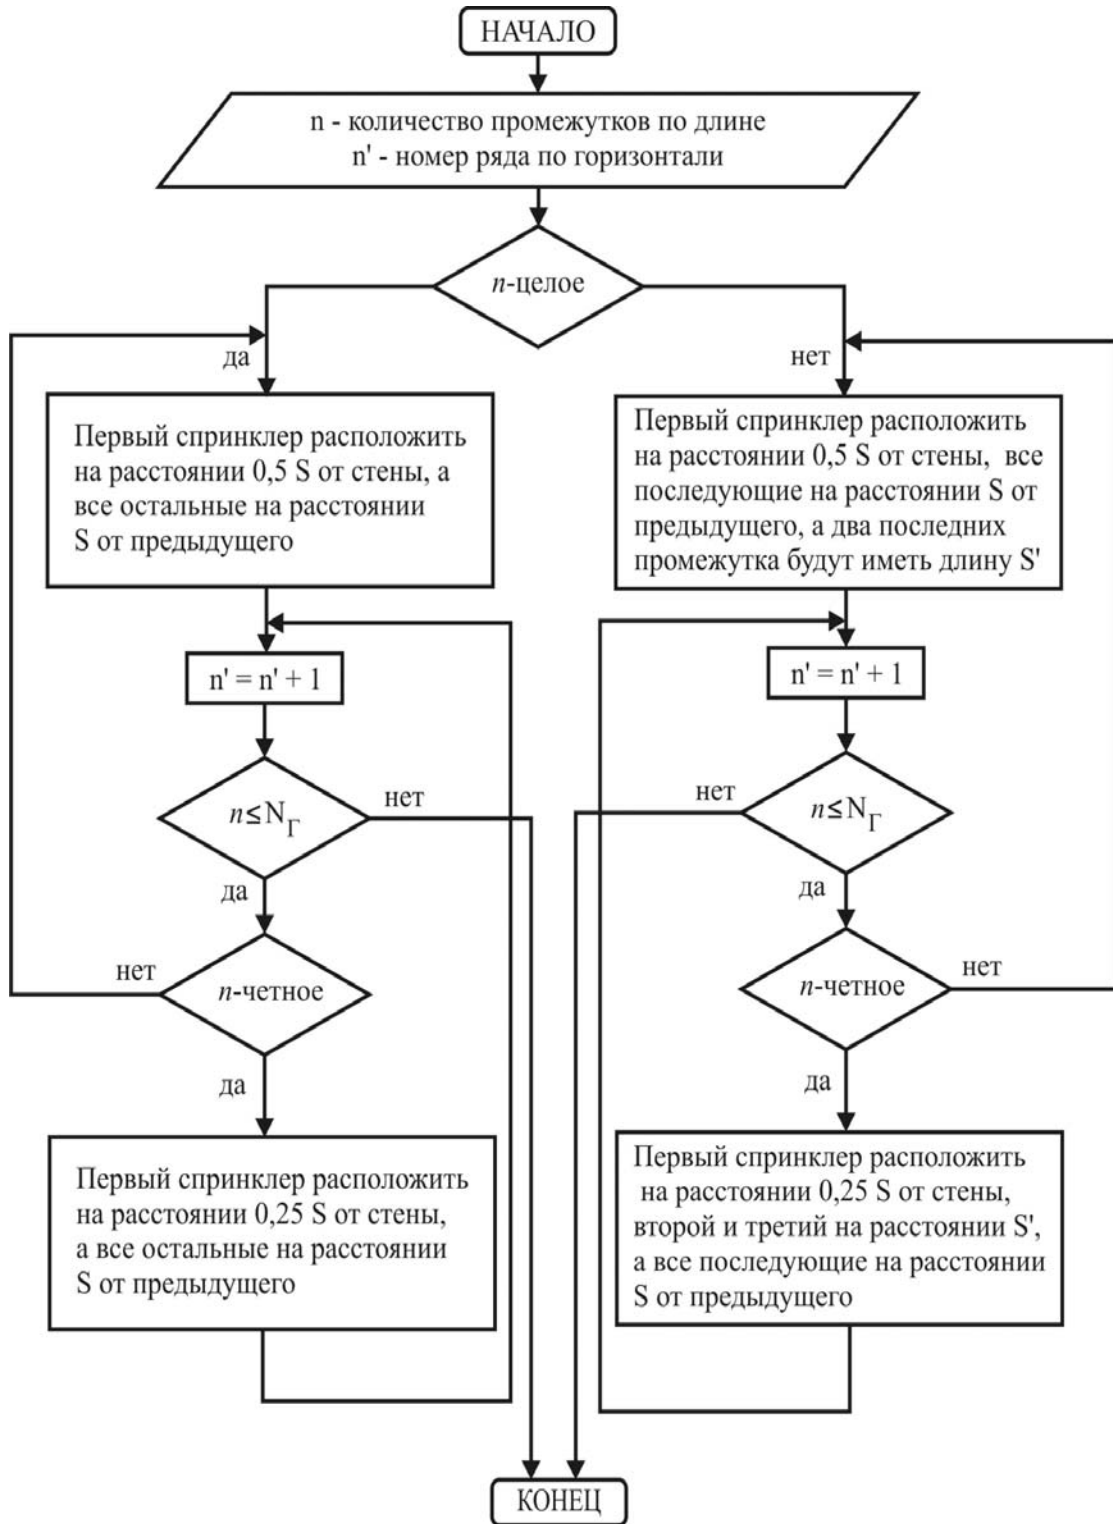 НАЧАЛО
n - количество промежутков по длине
n' - номер ряда по горизонтали
n-целое
да
нет
Первый спринклер расположить
на расстоянии 0,5 S от стены, а
все остальные на расстоянии
S от предыдущего
Первый спринклер расположить
на расстоянии 0,5 S от стены, все
последующие на расстоянии S от
предыдущего, а два последних
промежутка будут иметь длину S'
n' = n' + 1
n' = n' + 1
n≤NГ
нет
нет
n≤NГ
да
да
нет
n-четное
n-четное
нет
да
да
Первый спринклер расположить
на расстоянии 0,25 S от стены,
а все остальные на расстоянии
S от предыдущего
Первый спринклер расположить
на расстоянии 0,25 S от стены,
второй и третий на расстоянии S',
а все последующие на расстоянии
S от предыдущего
КОНЕЦ